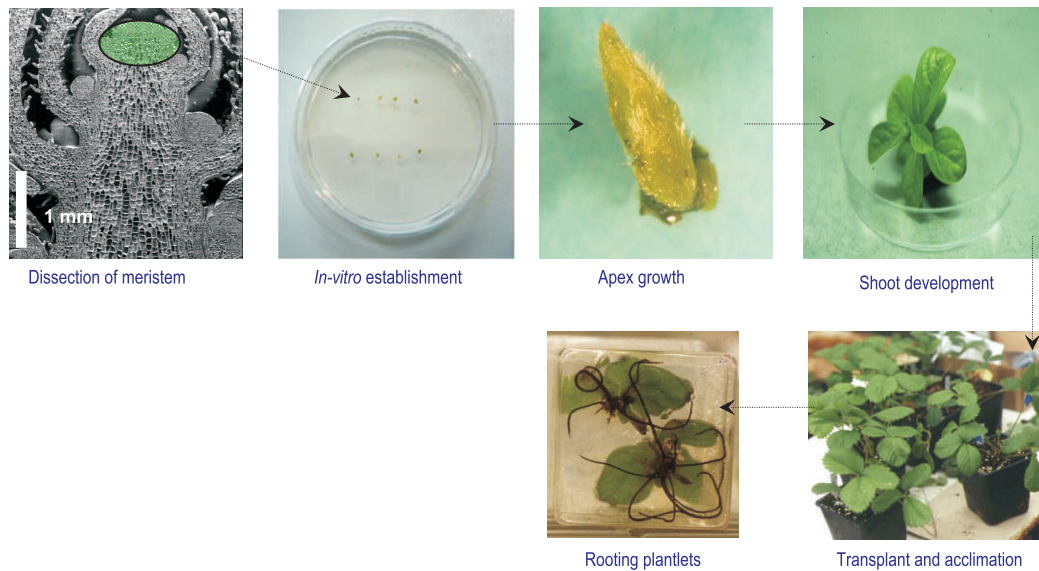 1 mm
Dissection of meristem
In-vitro establishment
Apex growth
Shoot development
Rooting plantlets
Transplant and acclimation